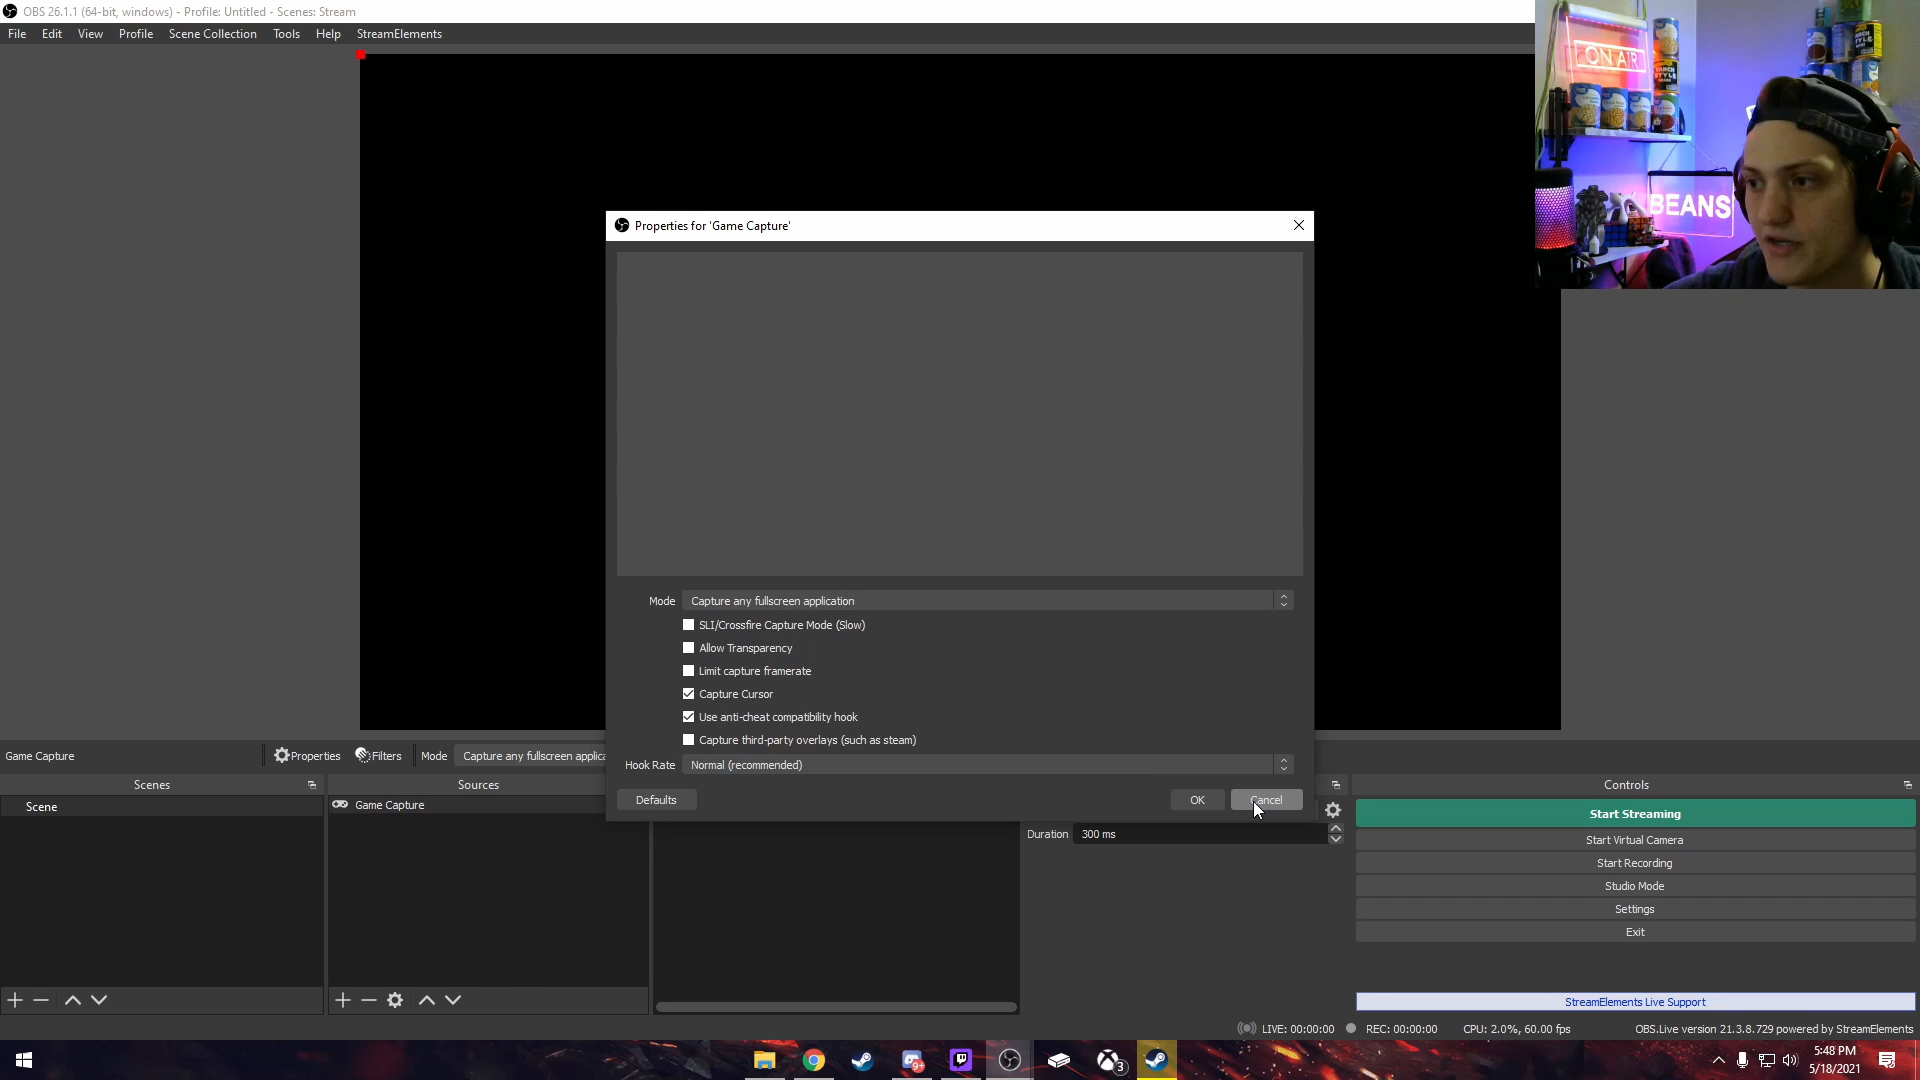 OBS 26.1.1 (64-bit, windows) - Profile: Untitled - Scenes: Stream
File Edit View Profile Scene Collection Tools Help StreamElements
ON AIR
BEANS
Properties for 'Game Capture'
Mode Capture any fullscreen application
SLI/Crossfire Capture Mode (Slow)
Allow Transparency
Limit capture framerate
Capture Cursor
Use anti-cheat compatibility hook
Capture third-party overlays (such as steam)
Hook Rate Normal (recommended)
Defaults OK Cancel
Game Capture Properties Filters Mode Capture any fullscreen applica
Scenes Sources Controls
Scene
Game Capture
Duration 300 ms
Start Streaming
Start Virtual Camera
Start Recording
Studio Mode
Settings
Exit
StreamElements Live Support
LIVE: 00:00:00 REC: 00:00:00 CPU: 2.0%, 60.00 fps OBS.Live version 21.3.8.729 powered by StreamElements
9+
3
5:48 PM
5/18/2021